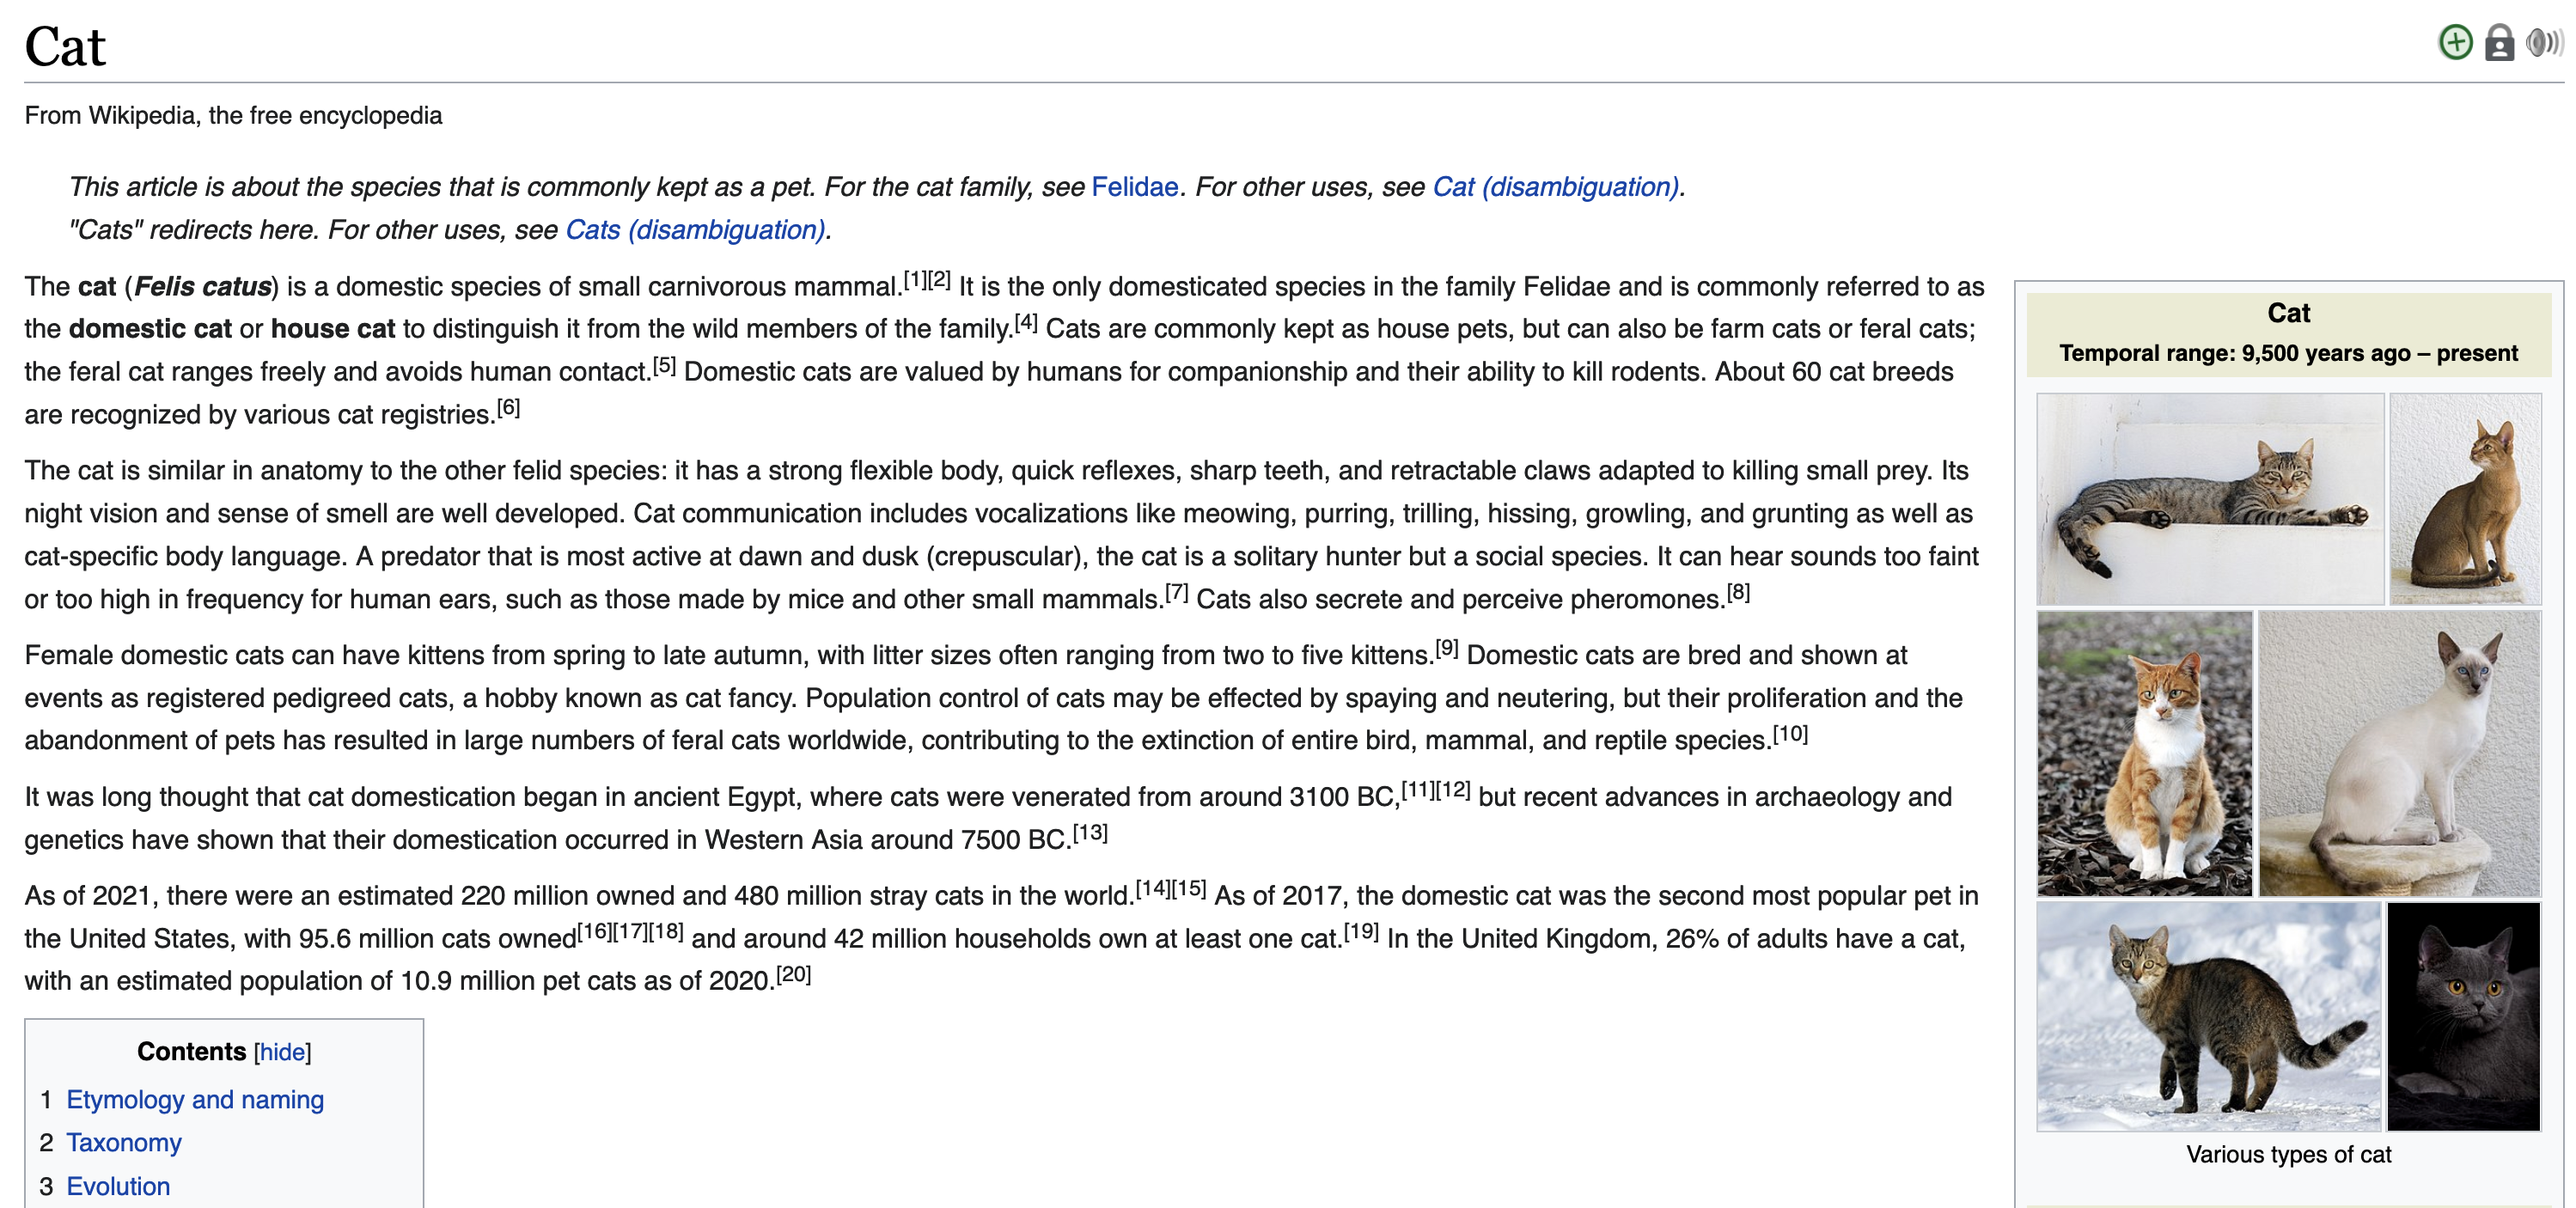 Cat
From Wikipedia, the free encyclopedia
This article is about the species that is commonly kept as a pet. For the cat family, see Felidae. For other uses, see Cat (disambiguation).
"Cats" redirects here. For other uses, see Cats (disambiguation).
The cat (Felis catus) is a domestic species of small carnivorous mammal.[1][2] It is the only domesticated species in the family Felidae and is commonly referred to as
the domestic cat or house cat to distinguish it from the wild members of the family.[4] Cats are commonly kept as house pets, but can also be farm cats or feral cats;
the feral cat ranges freely and avoids human contact.[5] Domestic cats are valued by humans for companionship and their ability to kill rodents. About 60 cat breeds
are recognized by various cat registries.[6]
The cat is similar in anatomy to the other felid species: it has a strong flexible body, quick reflexes, sharp teeth, and retractable claws adapted to killing small prey. Its
night vision and sense of smell are well developed. Cat communication includes vocalizations like meowing, purring, trilling, hissing, growling, and grunting as well as
cat-specific body language. A predator that is most active at dawn and dusk (crepuscular), the cat is a solitary hunter but a social species. It can hear sounds too faint
or too high in frequency for human ears, such as those made by mice and other small mammals.[7] Cats also secrete and perceive pheromones.[8]
Female domestic cats can have kittens from spring to late autumn, with litter sizes often ranging from two to five kittens.[9] Domestic cats are bred and shown at
events as registered pedigreed cats, a hobby known as cat fancy. Population control of cats may be effected by spaying and neutering, but their proliferation and the
abandonment of pets has resulted in large numbers of feral cats worldwide, contributing to the extinction of entire bird, mammal, and reptile species.[10]
It was long thought that cat domestication began in ancient Egypt, where cats were venerated from around 3100 BC,[11][12] but recent advances in archaeology and
genetics have shown that their domestication occurred in Western Asia around 7500 BC.[13]
As of 2021, there were an estimated 220 million owned and 480 million stray cats in the world.[14][15] As of 2017, the domestic cat was the second most popular pet in
the United States, with 95.6 million cats owned[16][17][18] and around 42 million households own at least one cat.[19] In the United Kingdom, 26% of adults have a cat,
with an estimated population of 10.9 million pet cats as of 2020.[20]
Contents [hide]
1 Etymology and naming
2 Taxonomy
3 Evolution
Cat
Temporal range: 9,500 years ago – present
Various types of cat